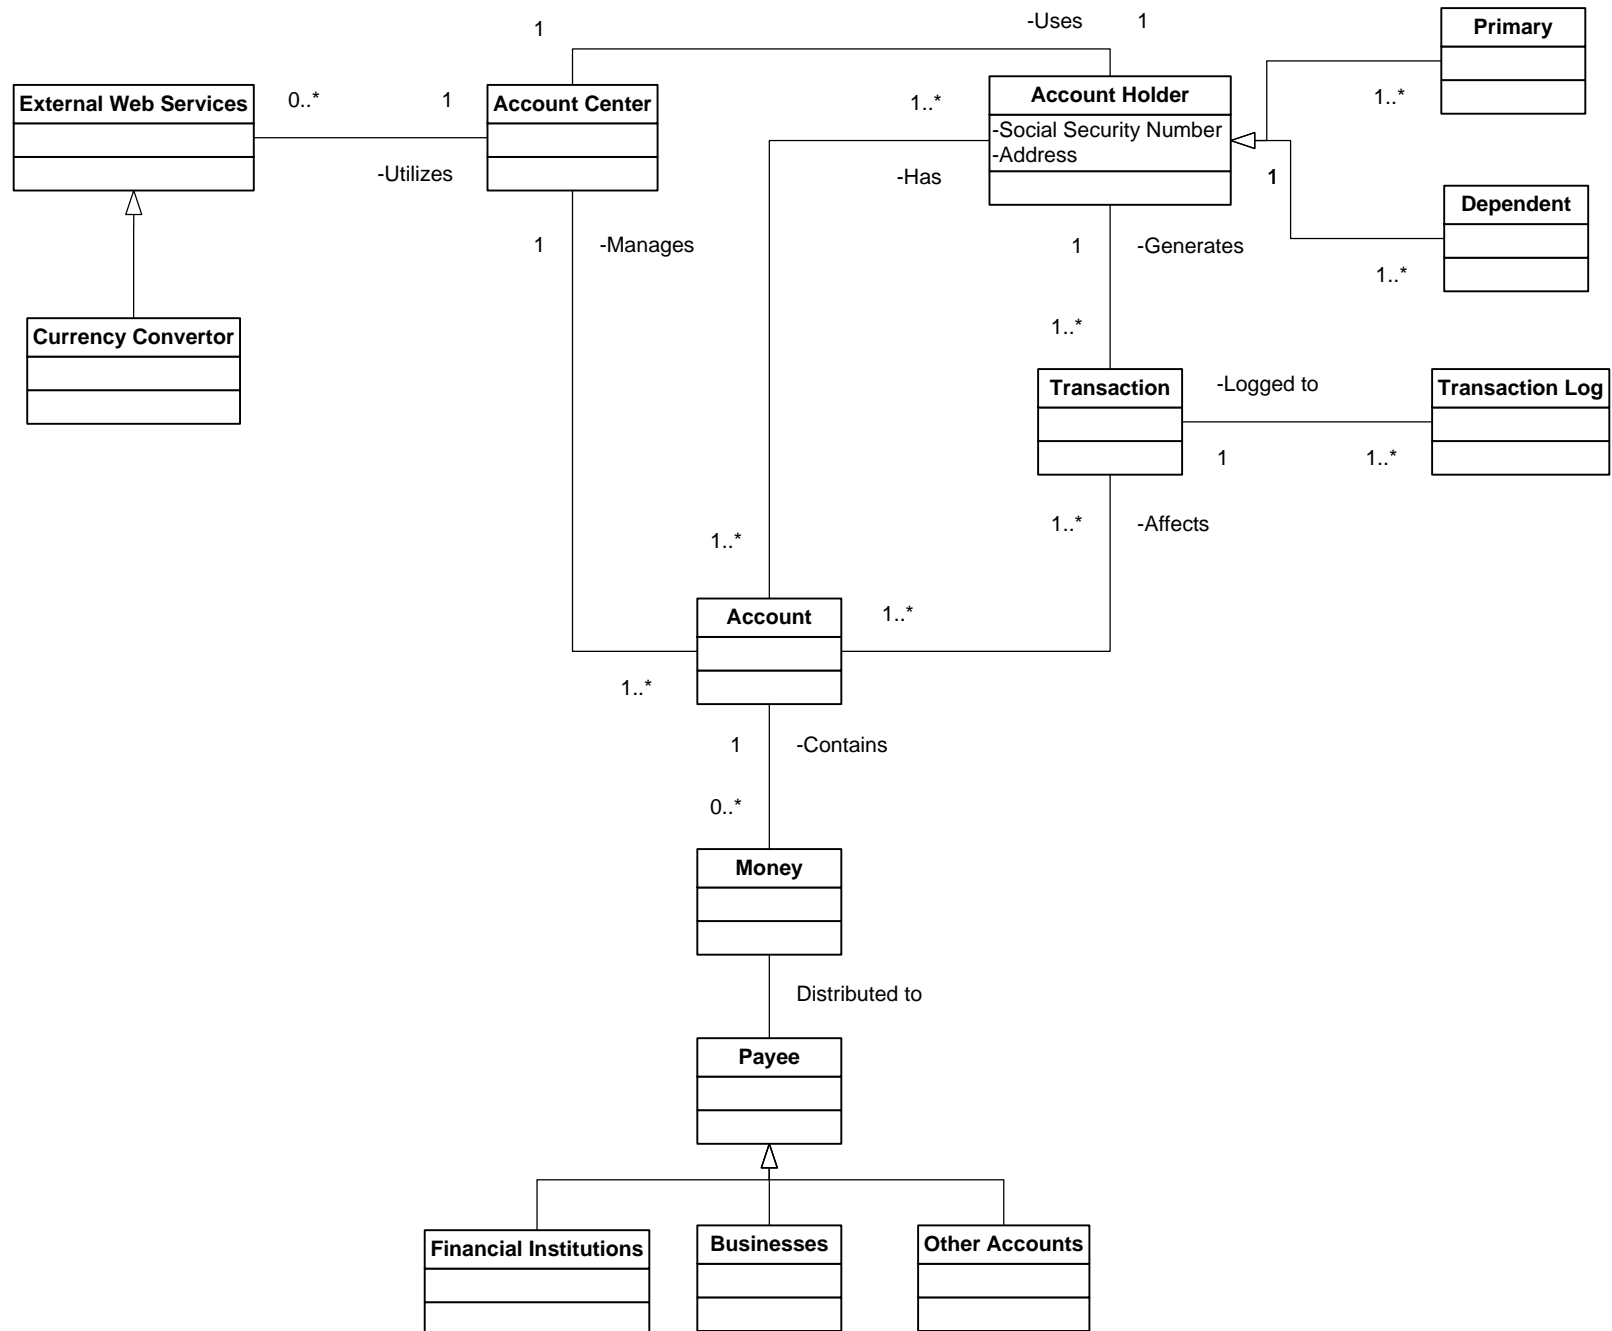 1
-Uses
1
Primary
External Web Services
0..*
1
Account Center
1..*
Account Holder
1..*
-Social Security Number
-Address
-Utilizes
-Has
1
Dependent
1
-Manages
1
-Generates
1..*
Currency Convertor
1..*
Transaction
-Logged to
Transaction Log
1
1..*
1..*
-Affects
1..*
Account
1..*
1..*
1
-Contains
0..*
Money
Distributed to
Payee
Financial Institutions
Businesses
Other Accounts